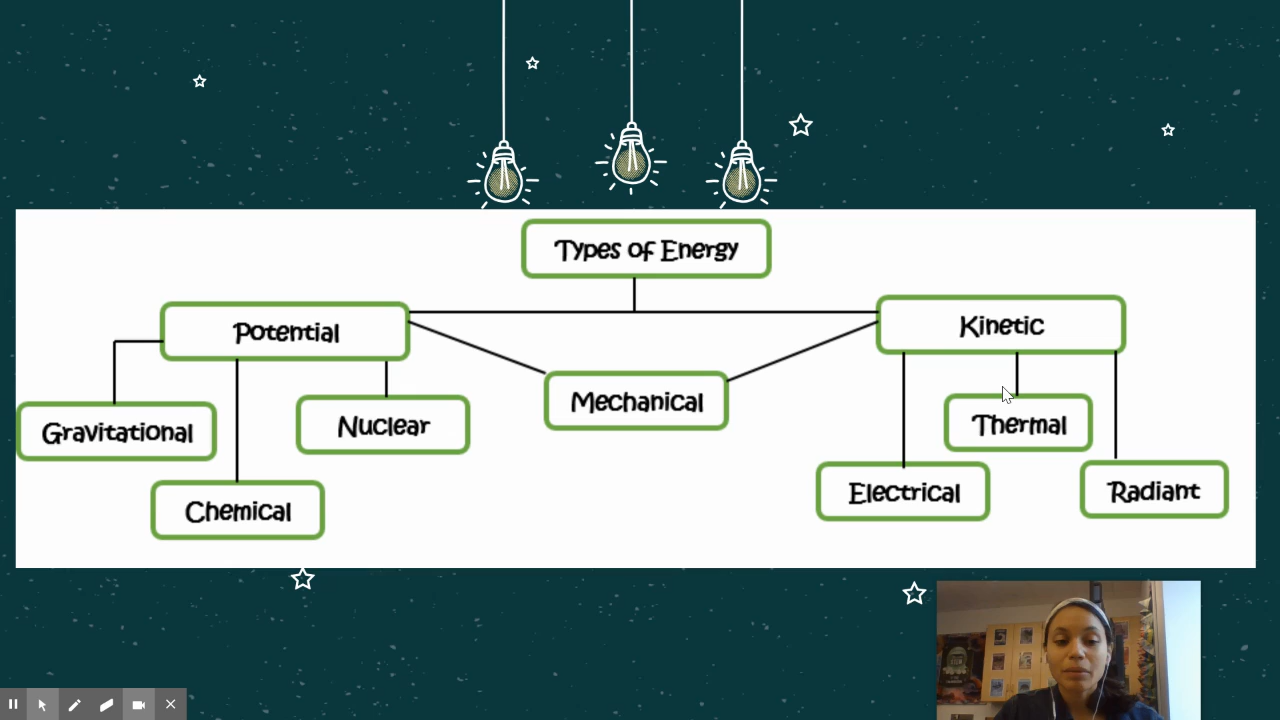 Types of Energy
Potential
Kinetic
Mechanical
Gravitational
Nuclear
Thermal
Chemical
Electrical
Radiant